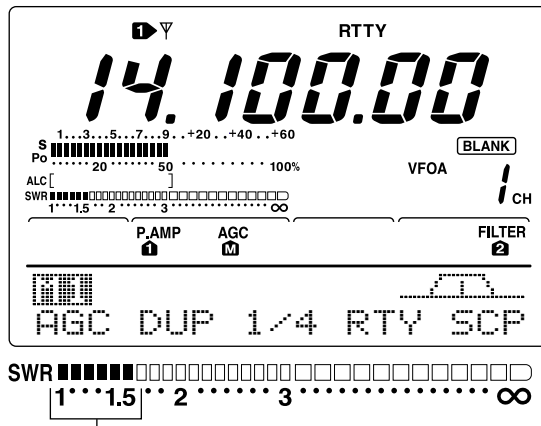 1 RTTY
14.100.00
1...3...5...7...9..+20..+40..+60
S
Po
20 50 100%
BLANK
VFOA
1 CH
ALC
SWR
1 1.5 2 3 ∞
P.AMP AGC FILTER
1 M 2
M1
AGC DUP 1/4 RTY SCP
SWR
1 1.5 2 3 ∞